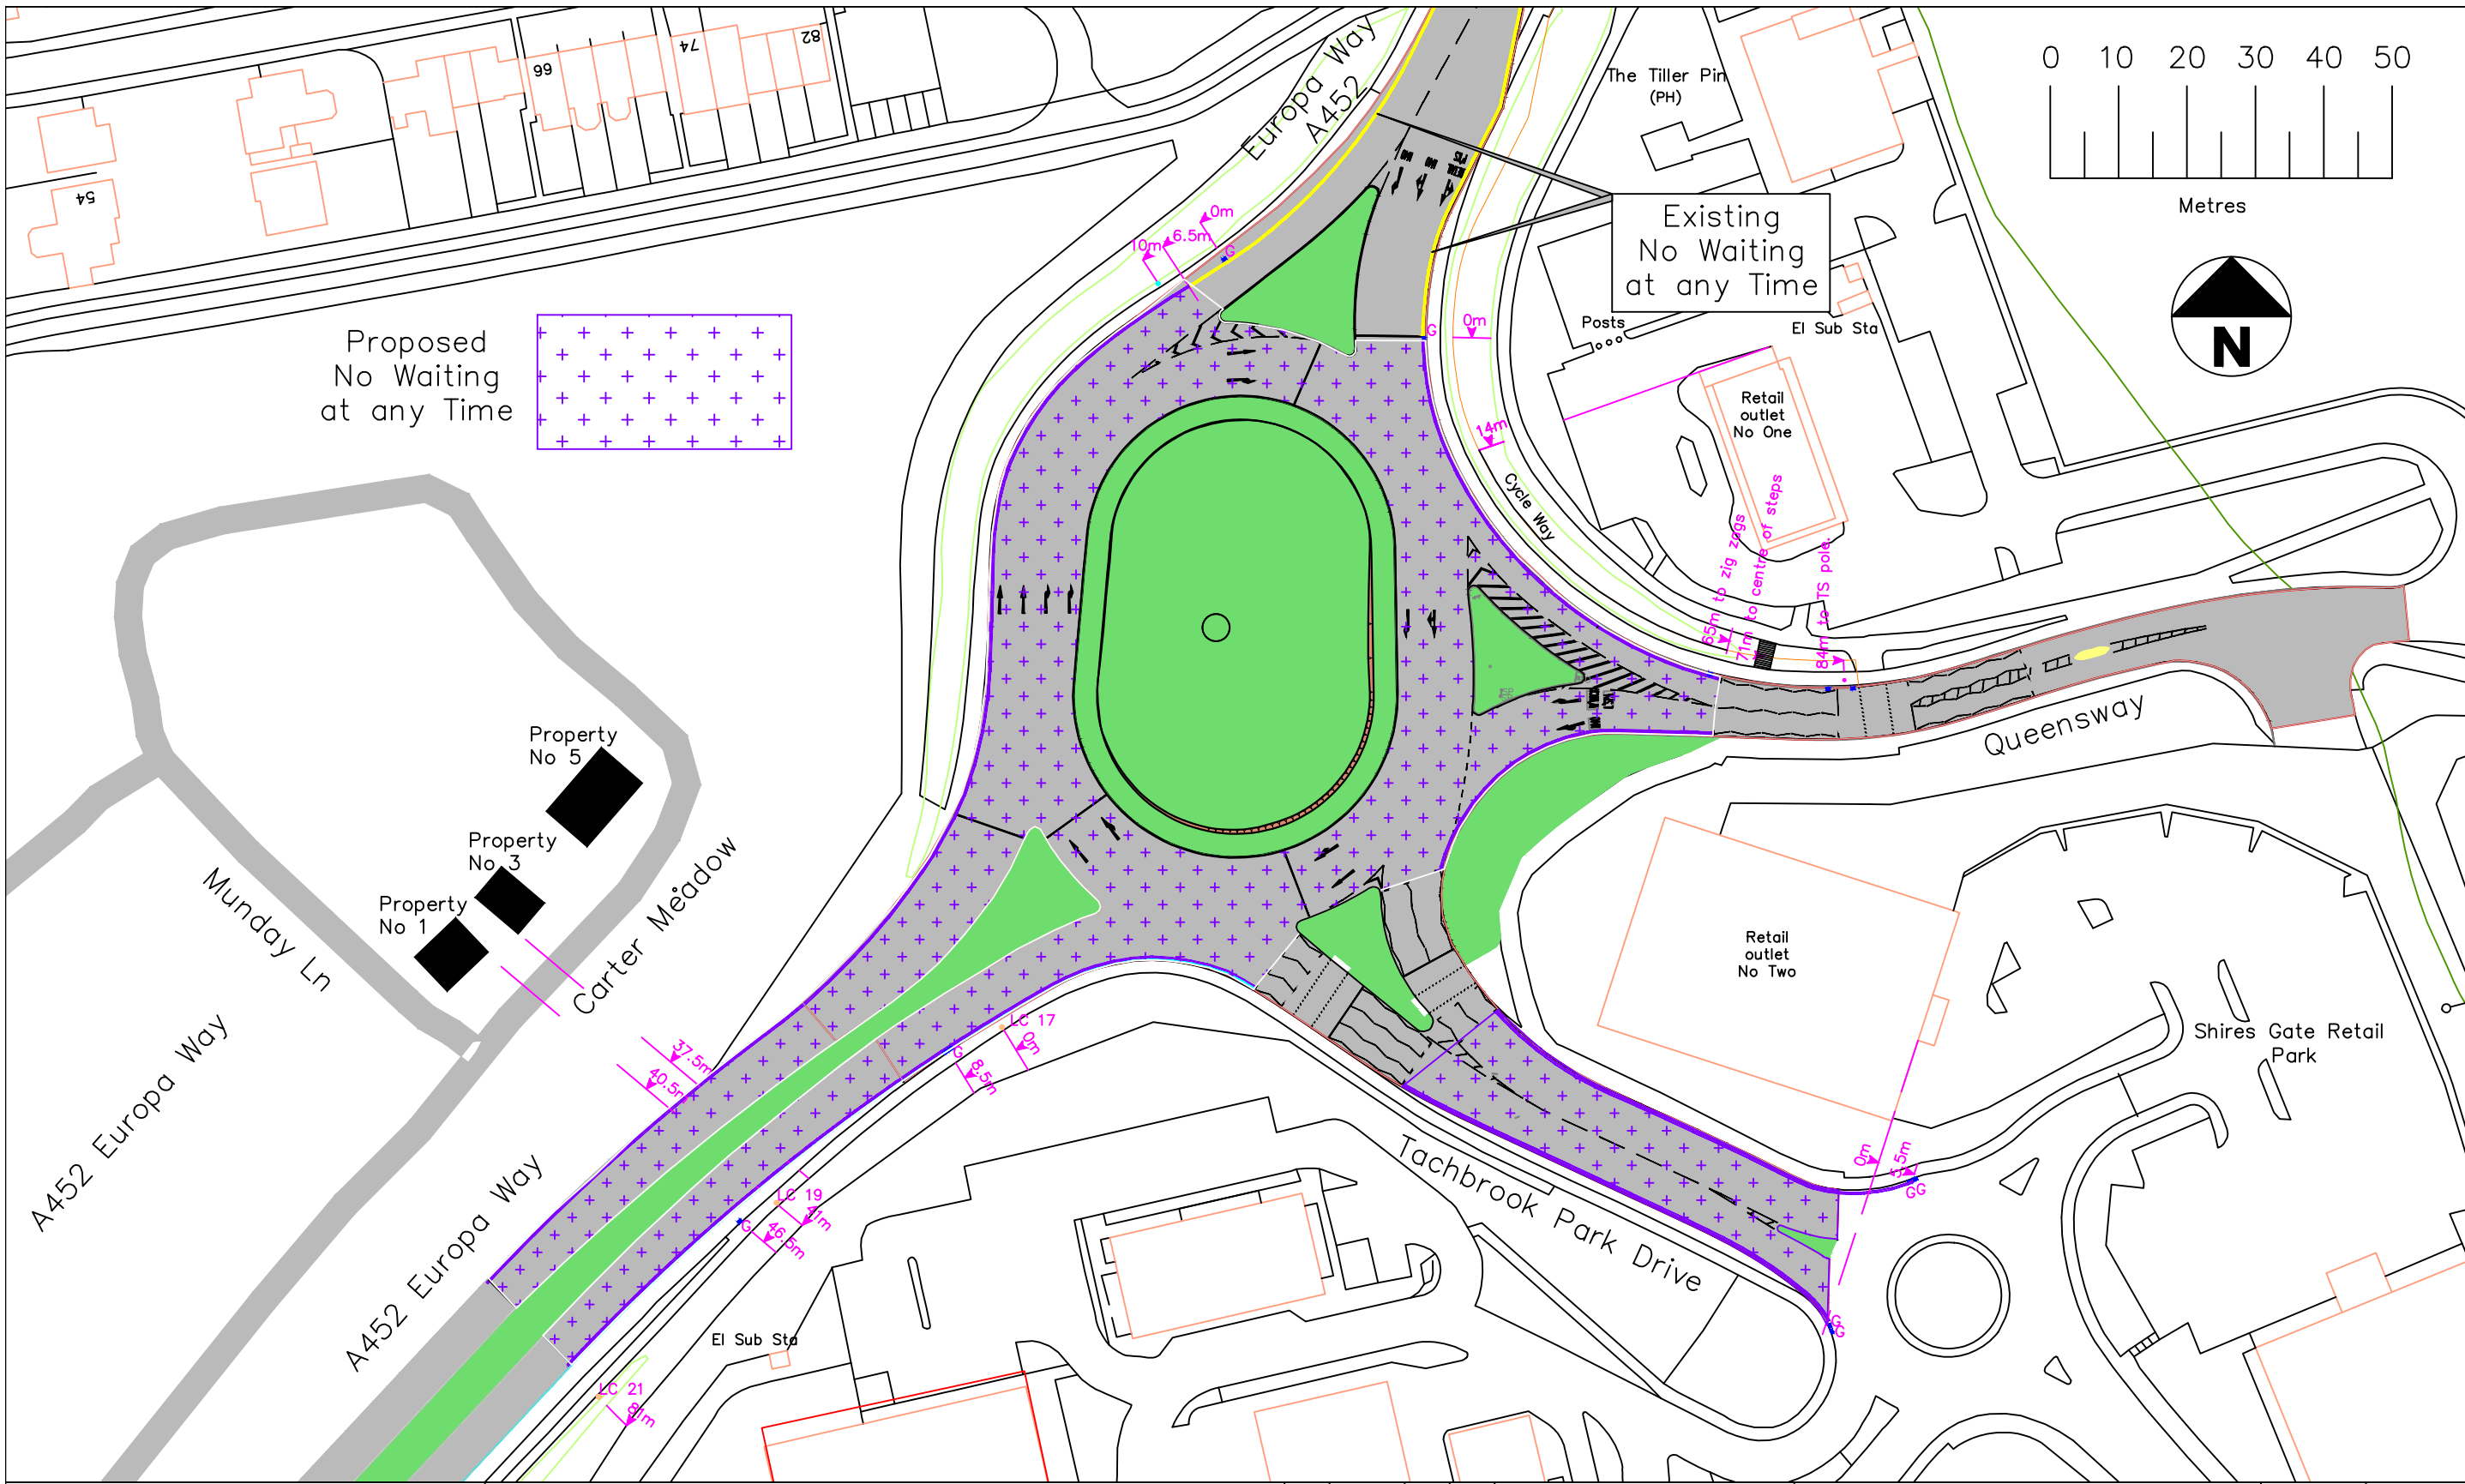 82
74
66
54
Europa Way
A452
The Tiller Pin
(PH)
0 10 20 30 40 50
Metres
N
Existing
No Waiting
at any Time
El Sub Sta
Posts
0m
6.5m
10m
G
G
0m
14m
Proposed
No Waiting
at any Time
Retail
outlet
No One
Cycle Way
65m to zig zags
71m to centre of steps
84m to TS pole.
Queensway
Property
No 5
Property
No 3
Property
No 1
Munday Ln
Carter Meadow
A452 Europa Way
A452 Europa Way
37.5m
40.5m
LC 17
0m
G
8.5m
LC 19
41m
G
46.5m
LC 21
81m
El Sub Sta
Retail
outlet
No Two
Shires Gate Retail
Park
Tachbrook Park Drive
0m
5.5m
GG
G
G